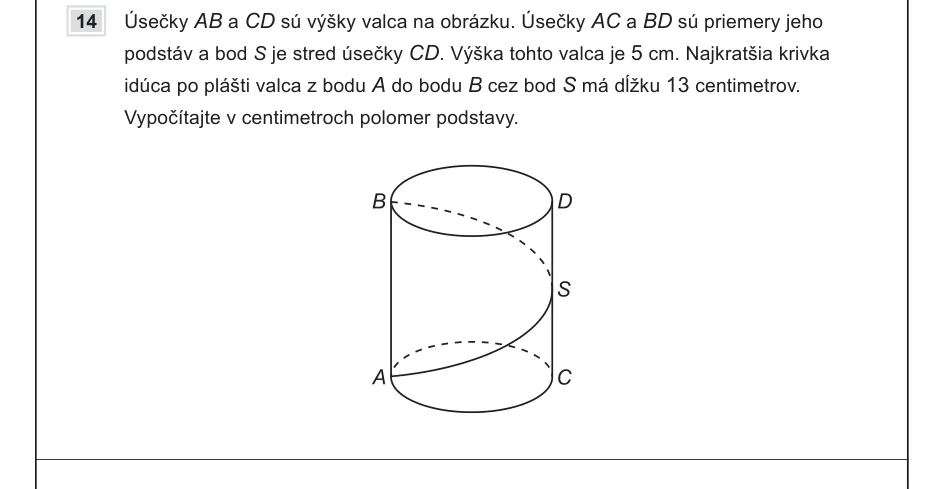 14 Úsečky AB a CD sú výšky valca na obrázku. Úsečky AC a BD sú priemery jeho
podstáv a bod S je stred úsečky CD. Výška tohto valca je 5 cm. Najkratšia krivka
idúca po plášti valca z bodu A do bodu B cez bod S má dĺžku 13 centimetrov.
Vypočítajte v centimetroch polomer podstavy.
B D
S
A C